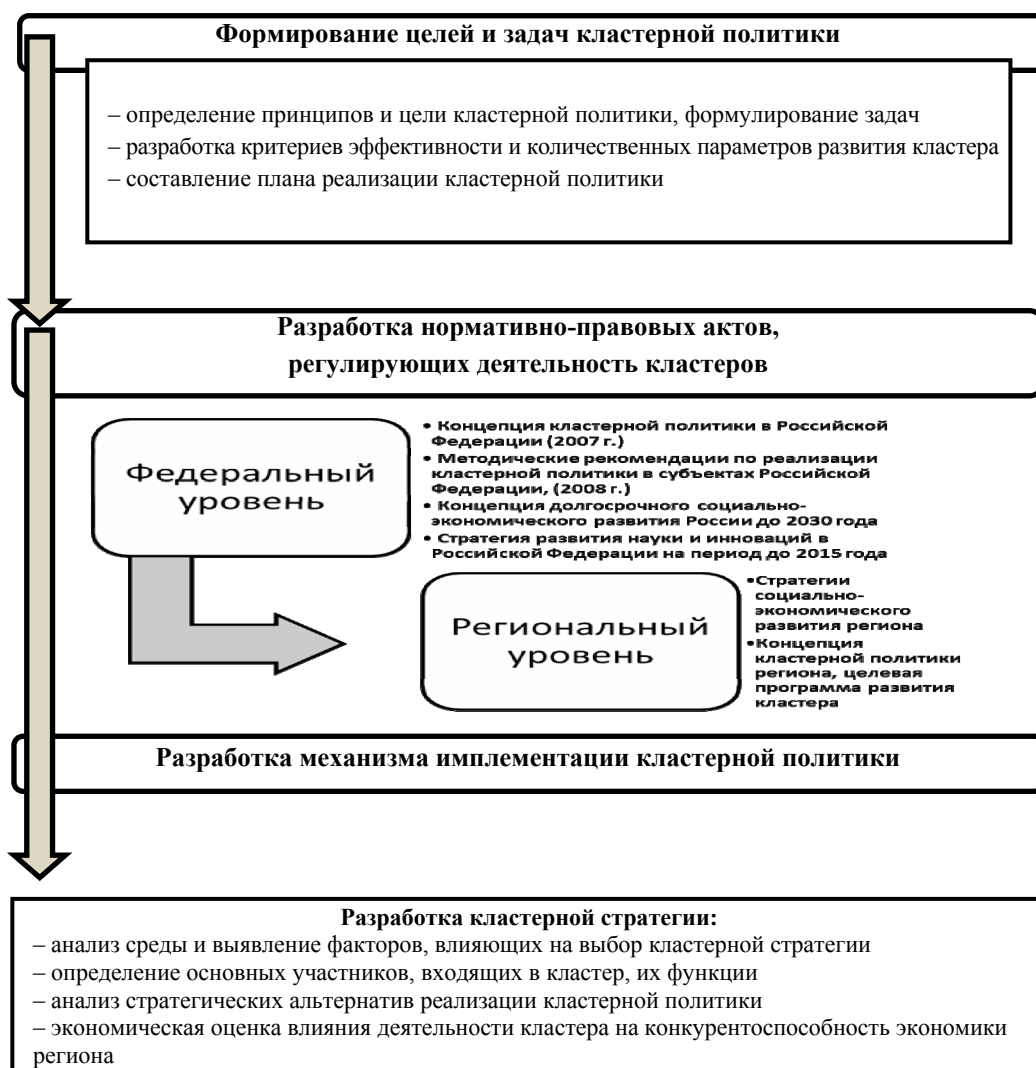 Формирование целей и задач кластерной политики
– определение принципов и цели кластерной политики, формулирование задач
– разработка критериев эффективности и количественных параметров развития кластера
– составление плана реализации кластерной политики
Разработка нормативно-правовых актов,
регулирующих деятельность кластеров
Федеральный
уровень
• Концепция кластерной политики в Российской
Федерации (2007 г.)
• Методические рекомендации по реализации
кластерной политики в субъектах Российской
Федерации, (2008 г.)
• Концепция долгосрочного социально-
экономического развития России до 2030 года
• Стратегия развития науки и инноваций в
Российской Федерации на период до 2015 года
Региональный
уровень
•Стратегии
социально-
экономического
развития региона
•Концепция
кластерной политики
региона, целевая
программа развития
кластера
Разработка механизма имплементации кластерной политики
Разработка кластерной стратегии:
– анализ среды и выявление факторов, влияющих на выбор кластерной стратегии
– определение основных участников, входящих в кластер, их функции
– анализ стратегических альтернатив реализации кластерной политики
– экономическая оценка влияния деятельности кластера на конкурентоспособность экономики
региона